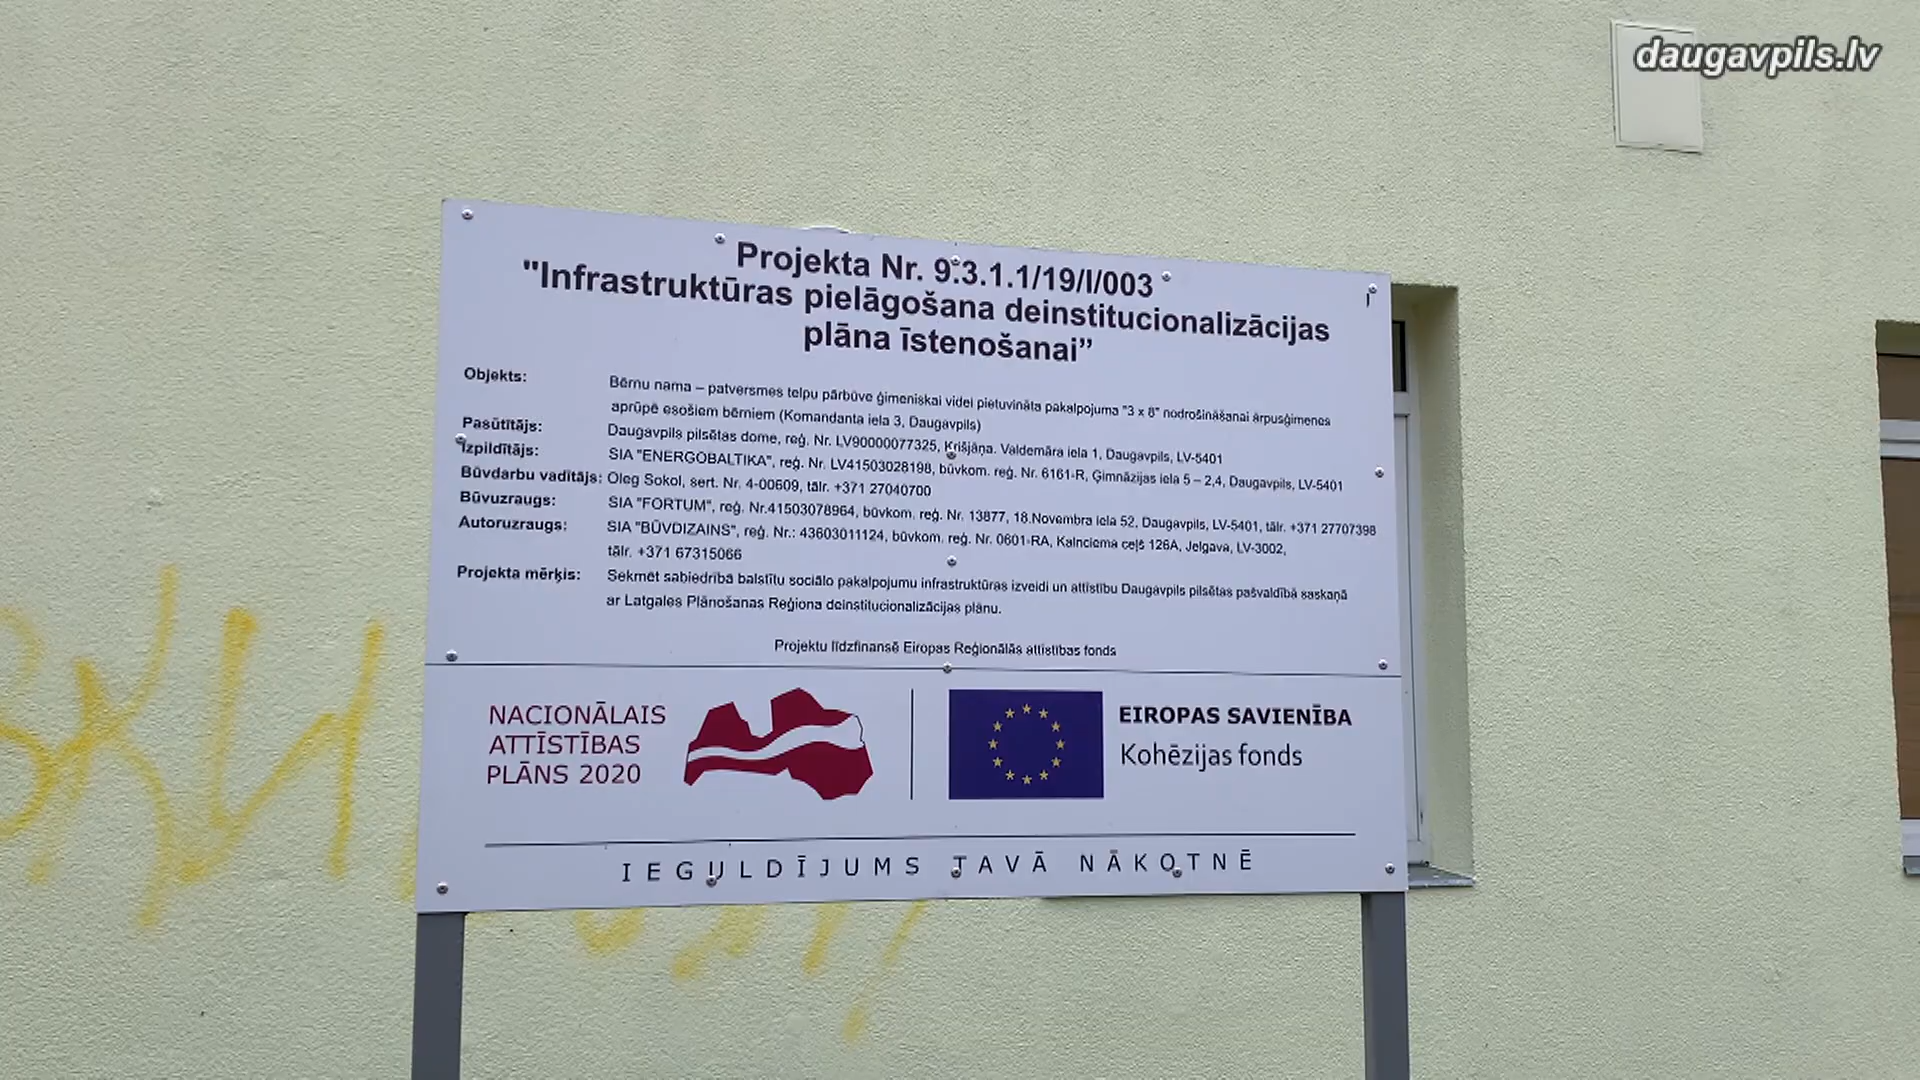 daugavpils.lv
Projekta Nr. 9.3.1.1/19/I/003
"Infrastruktūras pielāgošana deinstitucionalizācijas
plāna īstenošanai”
Objekts: Bērnu nama – patversmes telpu pārbūve ģimeniskai videi pietuvināta pakalpojuma "3 x 8" nodrošināšanai ārpusģimenes
aprūpē esošiem bērniem (Komandanta iela 3, Daugavpils)
Pasūtītājs: Daugavpils pilsētas dome, reģ. Nr. LV90000077325, Krišjāņa. Valdemāra iela 1, Daugavpils, LV-5401
Izpildītājs: SIA "ENERGOBALTIKA", reģ. Nr. LV41503028198, būvkom. reģ. Nr. 6161-R, Ģimnāzijas iela 5 – 2,4, Daugavpils, LV-5401
Būvdarbu vadītājs: Oleg Sokol, sert. Nr. 4-00609, tālr. +371 27040700
Būvuzraugs: SIA "FORTUM", reģ. Nr.41503078964, būvkom. reģ. Nr. 13877, 18.Novembra iela 52, Daugavpils, LV-5401, tālr. +371 27707398
Autoruzraugs: SIA "BŪVDIZAINS", reģ. Nr.: 43603011124, būvkom. reģ. Nr. 0601-RA, Kalnciema ceļš 126A, Jelgava, LV-3002,
tālr. +371 67315066
Projekta mērķis: Sekmēt sabiedrībā balstītu sociālo pakalpojumu infrastruktūras izveidi un attīstību Daugavpils pilsētas pašvaldībā saskaņā
ar Latgales Plānošanas Reģiona deinstitucionalizācijas plānu.
Projektu līdzfinansē Eiropas Reģionālās attīstības fonds
NACIONĀLAIS
ATTĪSTĪBAS
PLĀNS 2020
EIROPAS SAVIENĪBA
Kohēzijas fonds
IEGULDĪJUMS TAVĀ NĀKOTNĒ